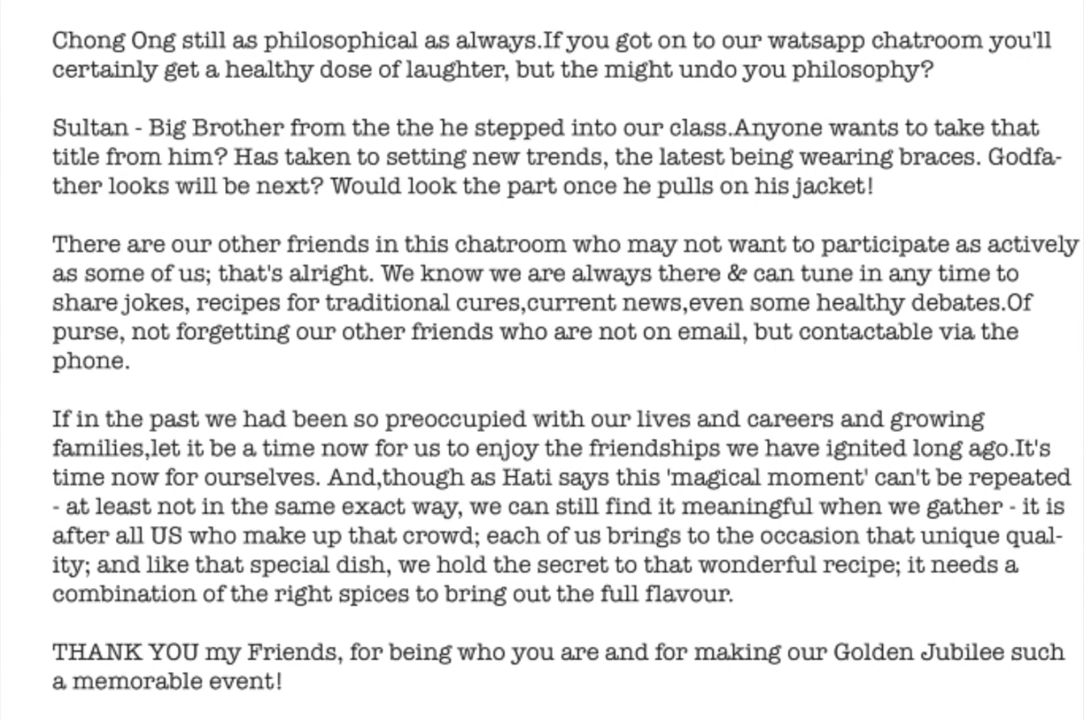 Chong Ong still as philosophical as always.If you got on to our watsapp chatroom you'll
certainly get a healthy dose of laughter, but the might undo you philosophy?
Sultan - Big Brother from the the he stepped into our class.Anyone wants to take that
title from him? Has taken to setting new trends, the latest being wearing braces. Godfa-
ther looks will be next? Would look the part once he pulls on his jacket!
There are our other friends in this chatroom who may not want to participate as actively
as some of us; that's alright. We know we are always there & can tune in any time to
share jokes, recipes for traditional cures,current news,even some healthy debates.Of
purse, not forgetting our other friends who are not on email, but contactable via the
phone.
If in the past we had been so preoccupied with our lives and careers and growing
families,let it be a time now for us to enjoy the friendships we have ignited long ago.It's
time now for ourselves. And,though as Hati says this 'magical moment' can't be repeated
- at least not in the same exact way, we can still find it meaningful when we gather - it is
after all US who make up that crowd; each of us brings to the occasion that unique qual-
ity; and like that special dish, we hold the secret to that wonderful recipe; it needs a
combination of the right spices to bring out the full flavour.
THANK YOU my Friends, for being who you are and for making our Golden Jubilee such
a memorable event!